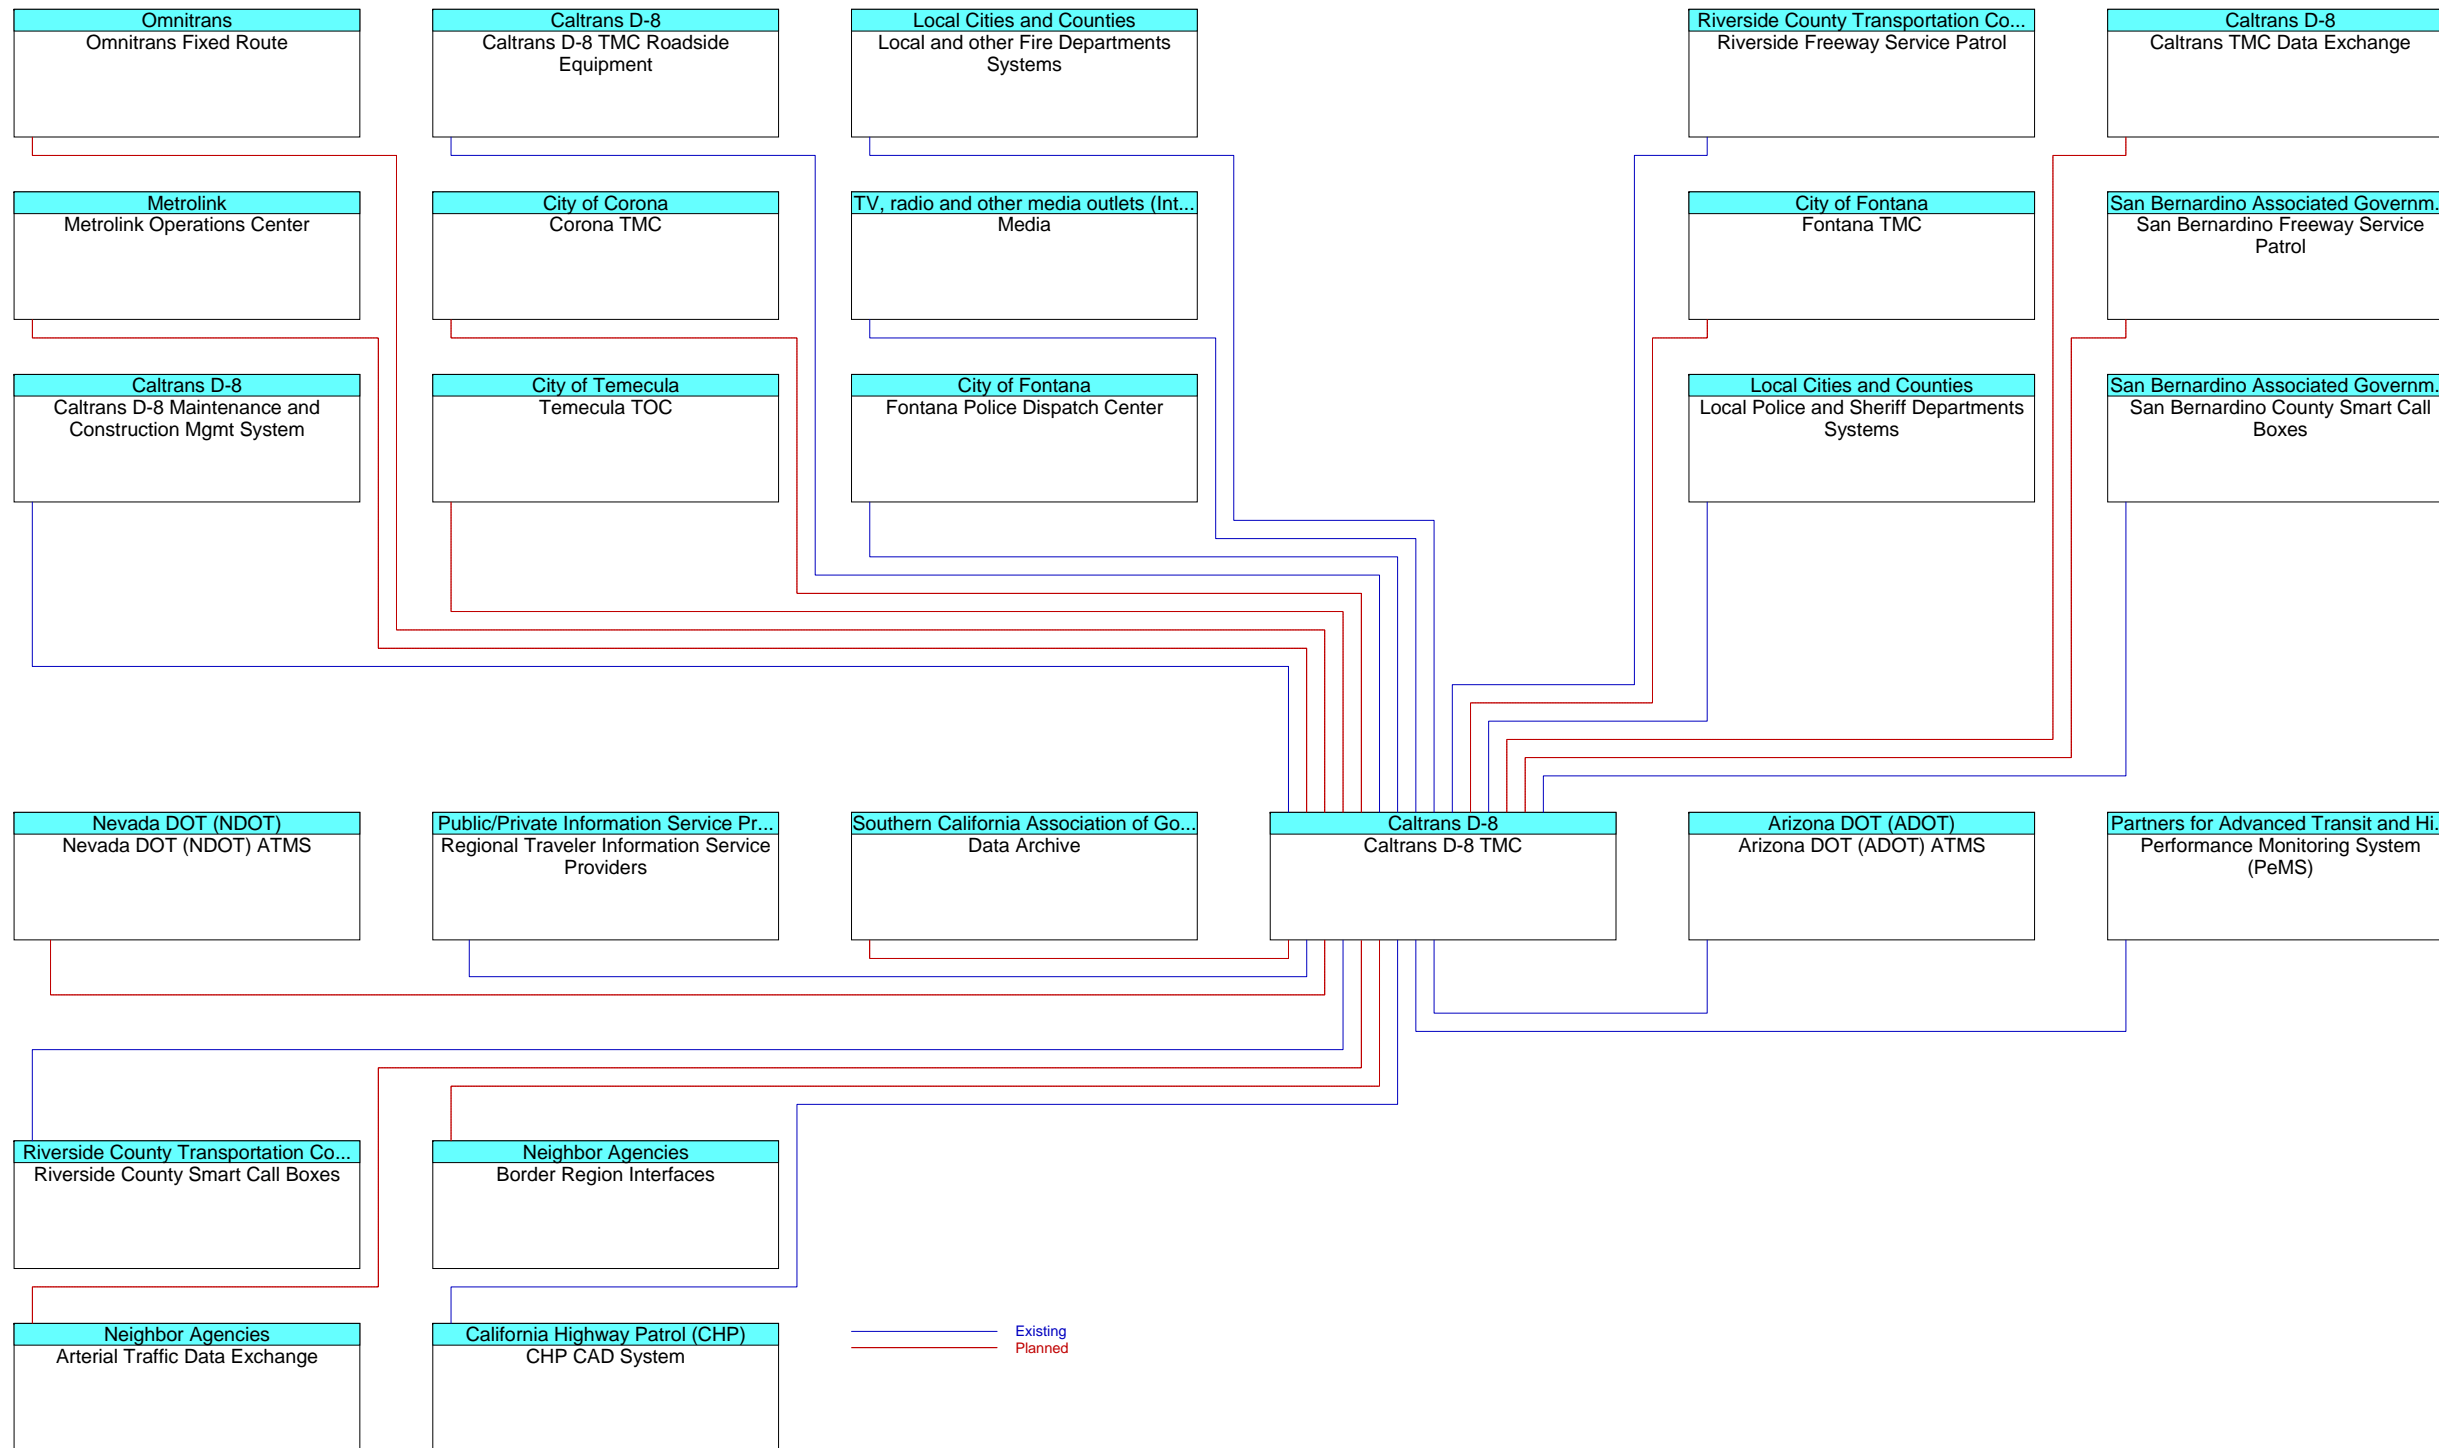 Omnitrans
Omnitrans Fixed Route
Caltrans D-8
Caltrans D-8 TMC Roadside
Equipment
Local Cities and Counties
Local and other Fire Departments
Systems
Riverside County Transportation Co...
Riverside Freeway Service Patrol
Caltrans D-8
Caltrans TMC Data Exchange
Metrolink
Metrolink Operations Center
City of Corona
Corona TMC
TV, radio and other media outlets (Int...
Media
City of Fontana
Fontana TMC
San Bernardino Associated Governm.
San Bernardino Freeway Service
Patrol
Caltrans D-8
Caltrans D-8 Maintenance and
Construction Mgmt System
City of Temecula
Temecula TOC
City of Fontana
Fontana Police Dispatch Center
Local Cities and Counties
Local Police and Sheriff Departments
Systems
San Bernardino Associated Governm.
San Bernardino County Smart Call
Boxes
Nevada DOT (NDOT)
Nevada DOT (NDOT) ATMS
Public/Private Information Service Pr...
Regional Traveler Information Service
Providers
Southern California Association of Go...
Data Archive
Caltrans D-8
Caltrans D-8 TMC
Arizona DOT (ADOT)
Arizona DOT (ADOT) ATMS
Partners for Advanced Transit and Hi.
Performance Monitoring System
(PeMS)
Riverside County Transportation Co...
Riverside County Smart Call Boxes
Neighbor Agencies
Border Region Interfaces
Neighbor Agencies
Arterial Traffic Data Exchange
California Highway Patrol (CHP)
CHP CAD System
Existing
Planned